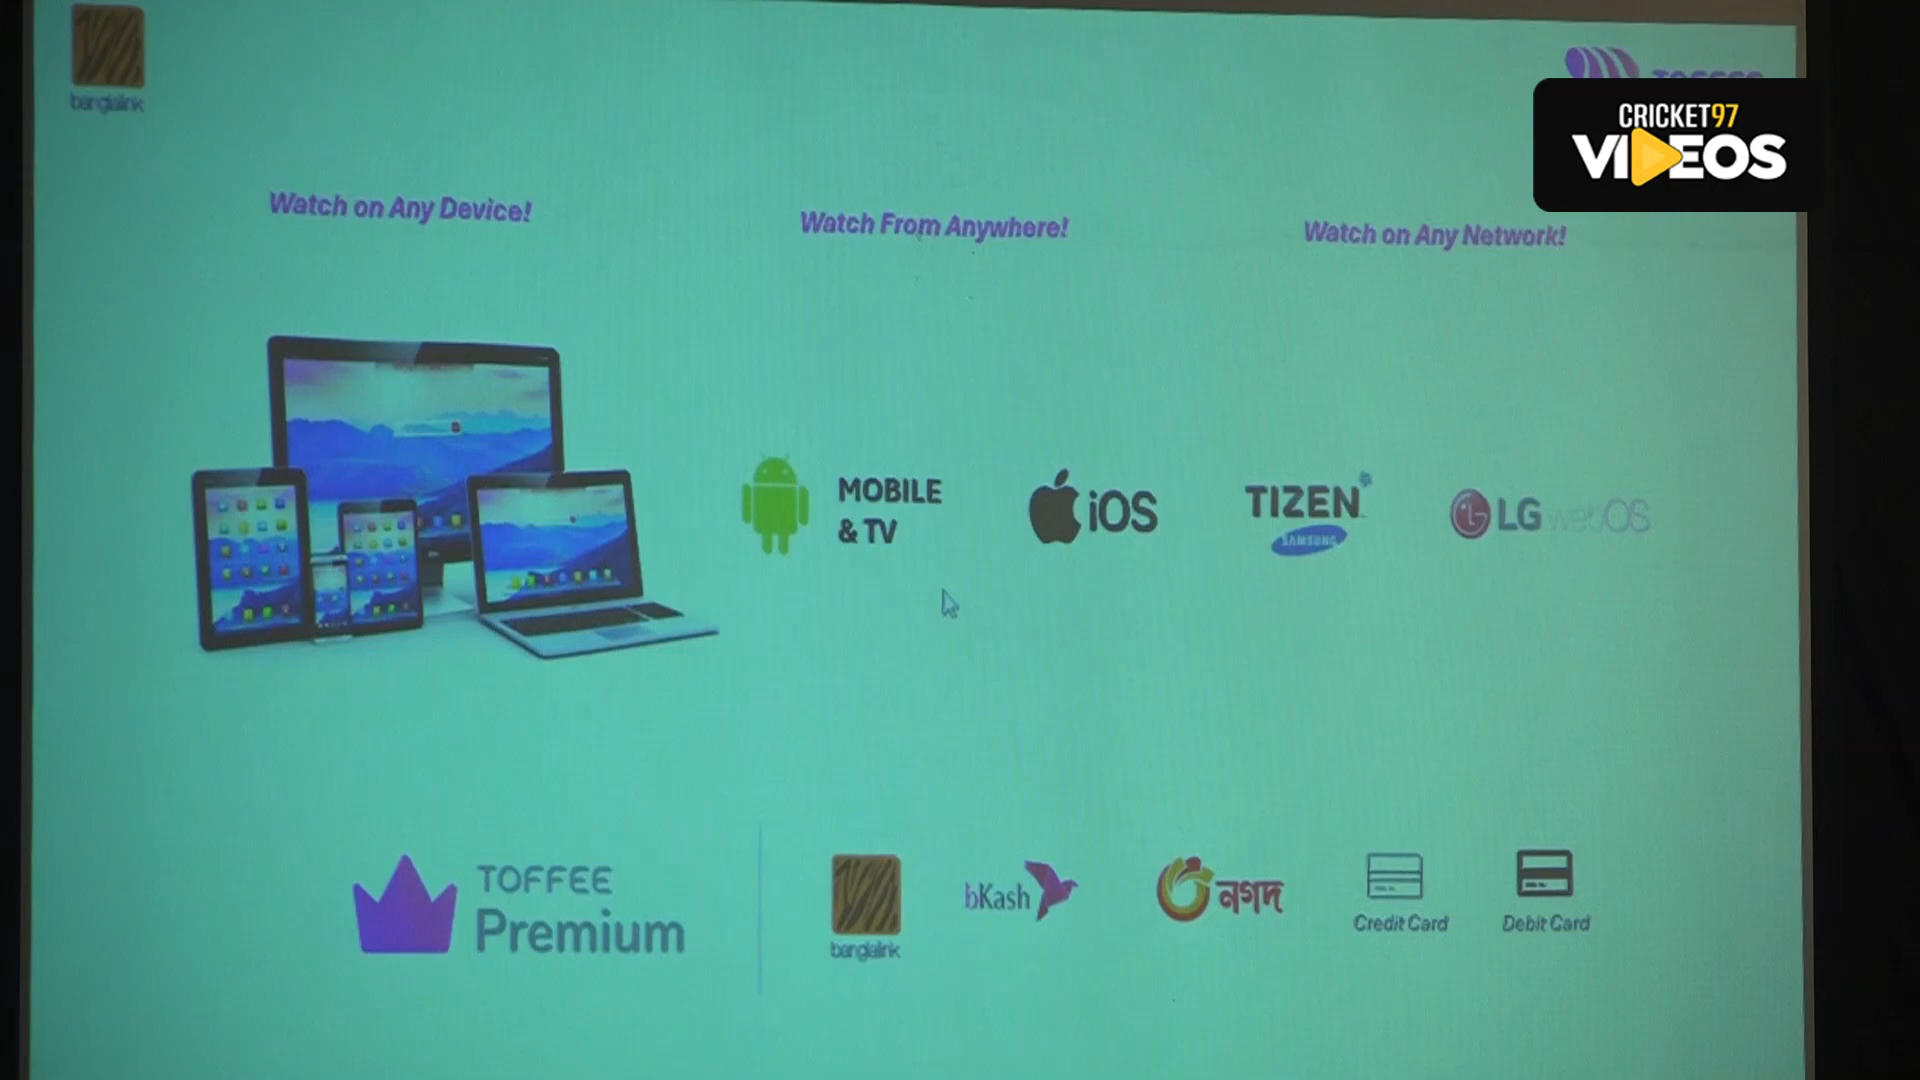 banglalink
TOFFEE
CRICKET97
VIDEOS
Watch on Any Device!
Watch From Anywhere!
Watch on Any Network!
MOBILE
& TV
iOS
TIZEN
SAMSUNG
LG webOS
TOFFEE
Premium
banglalink
bKash
নগদ
Credit Card
Debit Card